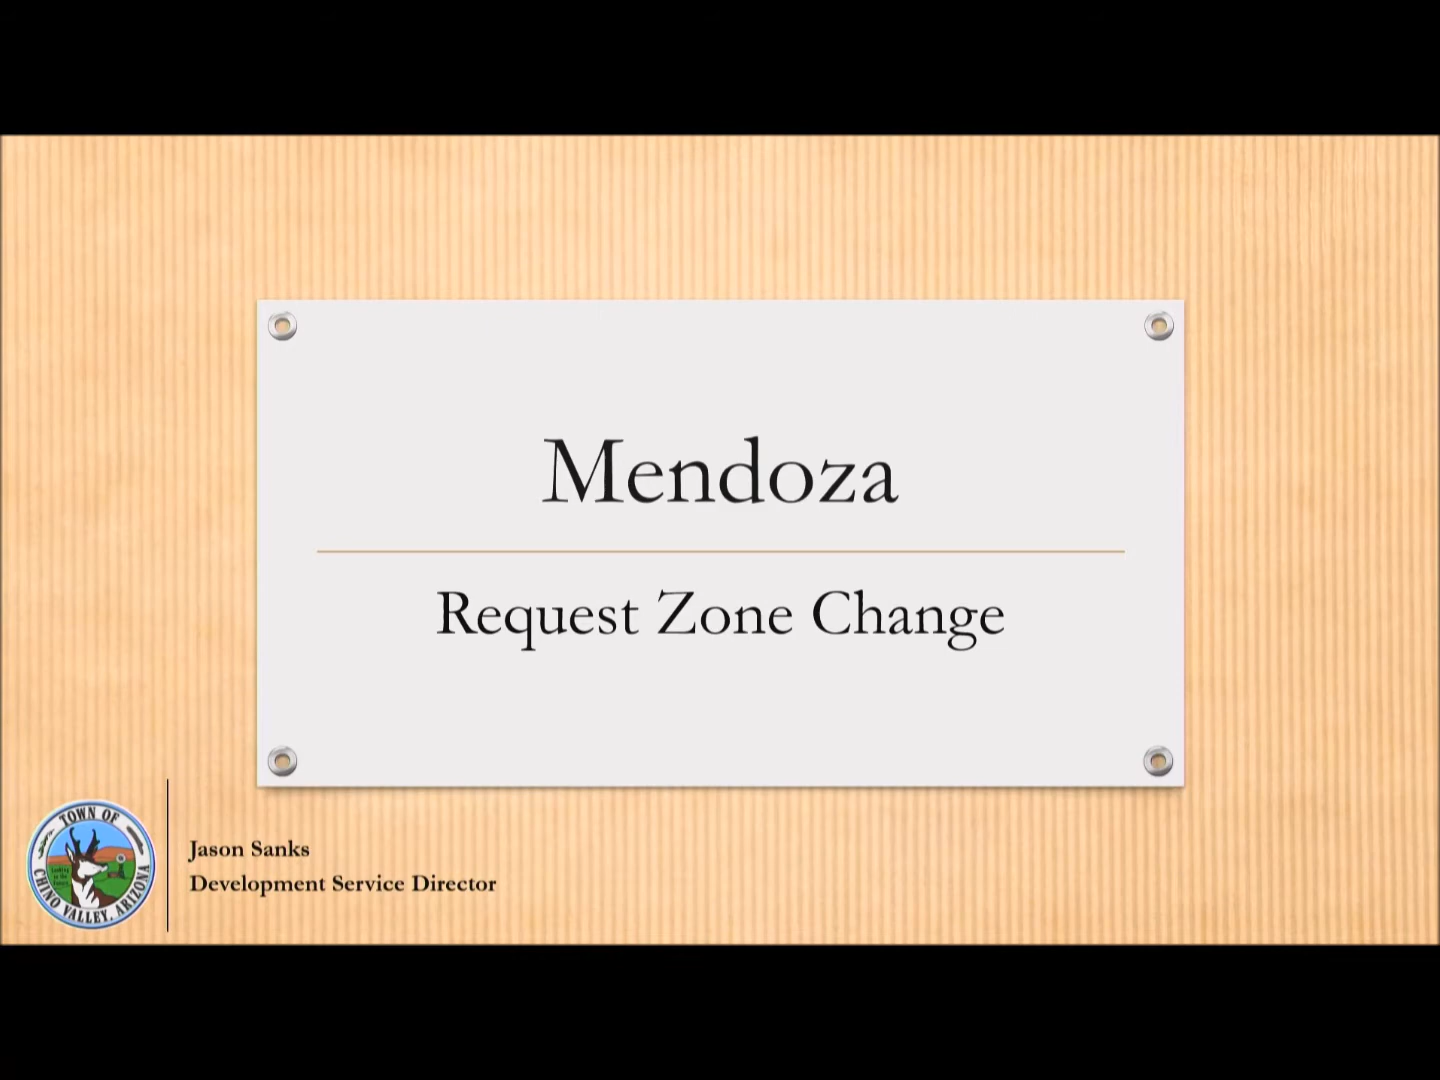 Mendoza
Request Zone Change
TOWN OF
CHINO VALLEY, ARIZONA
Jason Sanks
Development Service Director